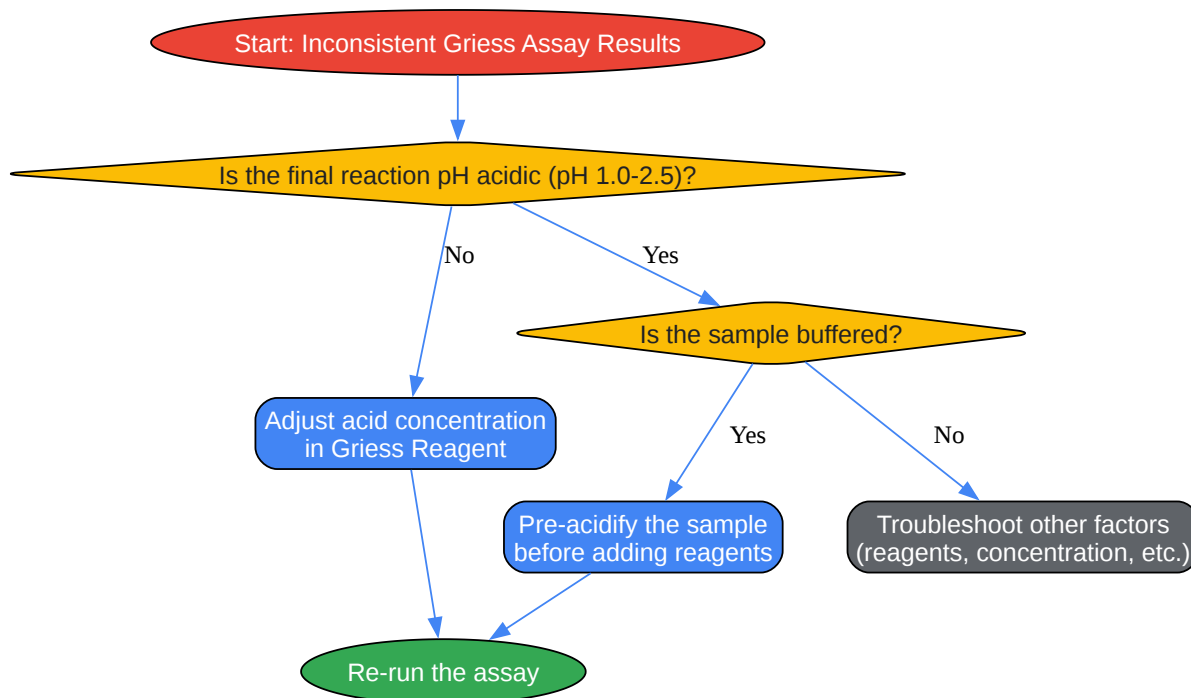 Start: Inconsistent Griess Assay Results
Is the final reaction pH acidic (pH 1.0-2.5)?
No
Yes
Is the sample buffered?
Adjust acid concentration
in Griess Reagent
Yes
No
Pre-acidify the sample
before adding reagents
Troubleshoot other factors
(reagents, concentration, etc.)
Re-run the assay